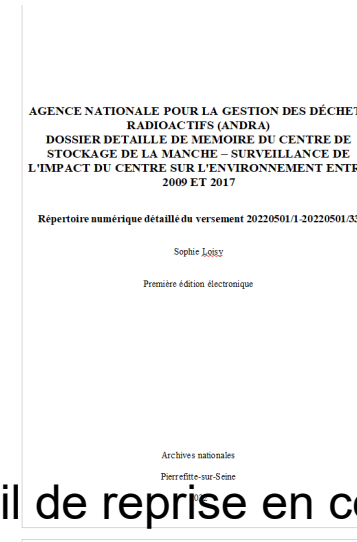 AGENCE NATIONALE POUR LA GESTION DES DÉCHET
RADIOACTIFS (ANDRA)
DOSSIER DETAILLE DE MEMOIRE DU CENTRE DE
STOCKAGE DE LA MANCHE – SURVEILLANCE DE
L'IMPACT DU CENTRE SUR L'ENVIRONNEMENT ENTR
2009 ET 2017
Répertoire numérique détaillé du versement 20220501/1-20220501/33
Sophie Loisy
Première édition électronique
Archives nationales
Pierrefitte-sur-Seine
il de reprise en co